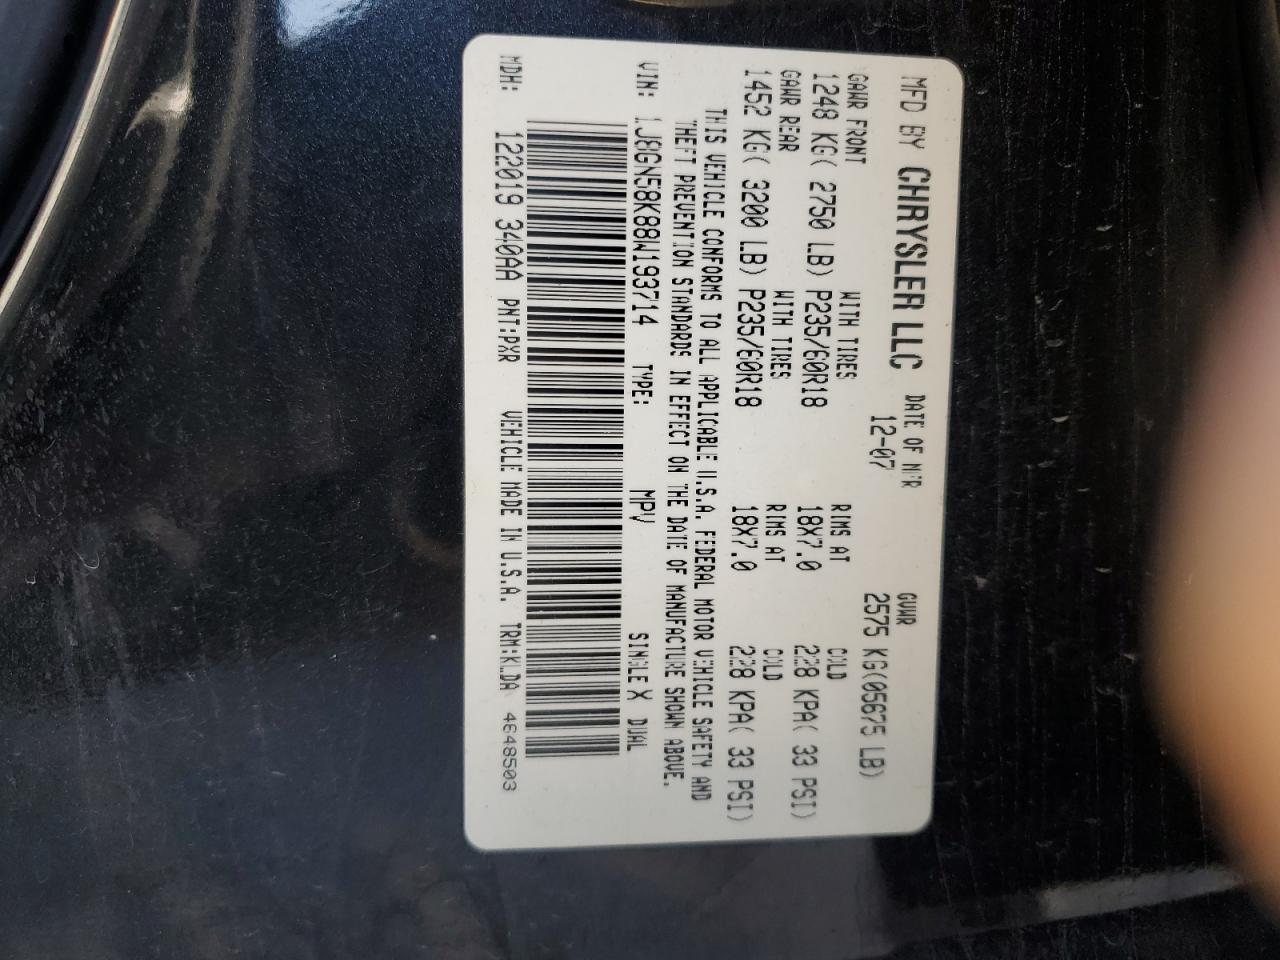 MFD BY CHRYSLER LLC DATE OF MFR GVWR
12-07 2575 KG(05675 LB)
GAWR FRONT WITH TIRES RIMS AT COLD
1248 KG( 2750 LB) P235/60R18 18X7.0 228 KPA( 33 PSI)
GAWR REAR WITH TIRES RIMS AT COLD
1452 KG( 3200 LB) P235/60R18 18X7.0 228 KPA( 33 PSI)
THIS VEHICLE CONFORMS TO ALL APPLICABLE U.S.A. FEDERAL MOTOR VEHICLE SAFETY AND
THEFT PREVENTION STANDARDS IN EFFECT ON THE DATE OF MANUFACTURE SHOWN ABOVE.
VIN: 1J8GN58K88W193714 TYPE: MPV SINGLE X DUAL
MDH: 122019 340AA PNT:PXR VEHICLE MADE IN U.S.A. TRM:KLDA 4648503